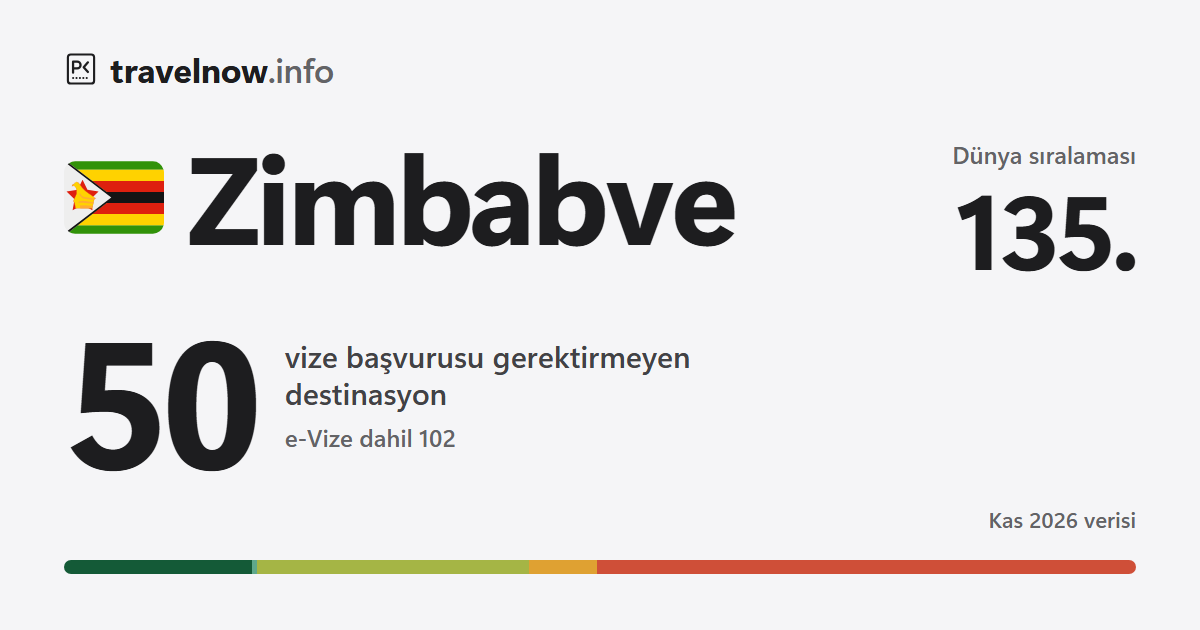 travelnow.info
Zimbabve
Dünya sıralaması
135.
50
vize başvurusu gerektirmeyen
destinasyon
e-Vize dahil 102
Kas 2026 verisi